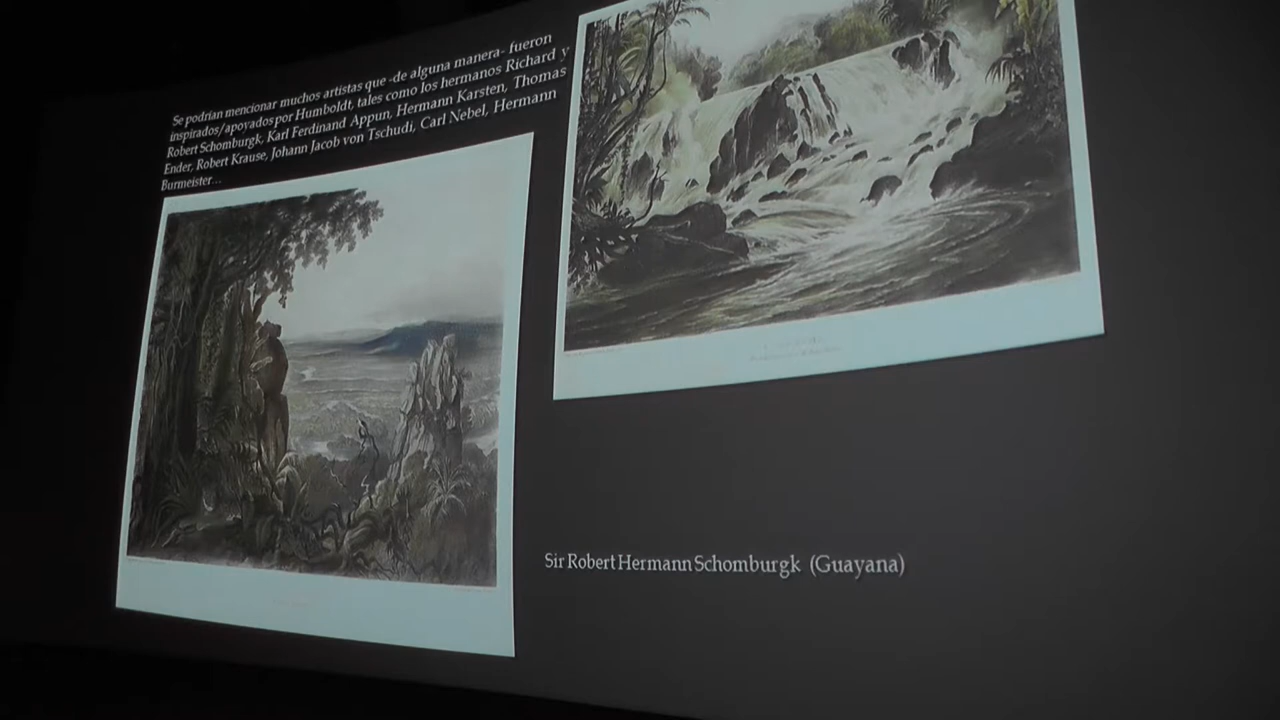 Se podrían mencionar muchos artistas que -de alguna manera- fueron
inspirados/apoyados por Humboldt, tales como los hermanos Richard y
Robert Schomburgk, Karl Ferdinand Appun, Hermann Karsten, Thomas
Ender, Robert Krause, Johann Jacob von Tschudi, Carl Nebel, Hermann
Burmeister...
Sir Robert Hermann Schomburgk (Guayana)